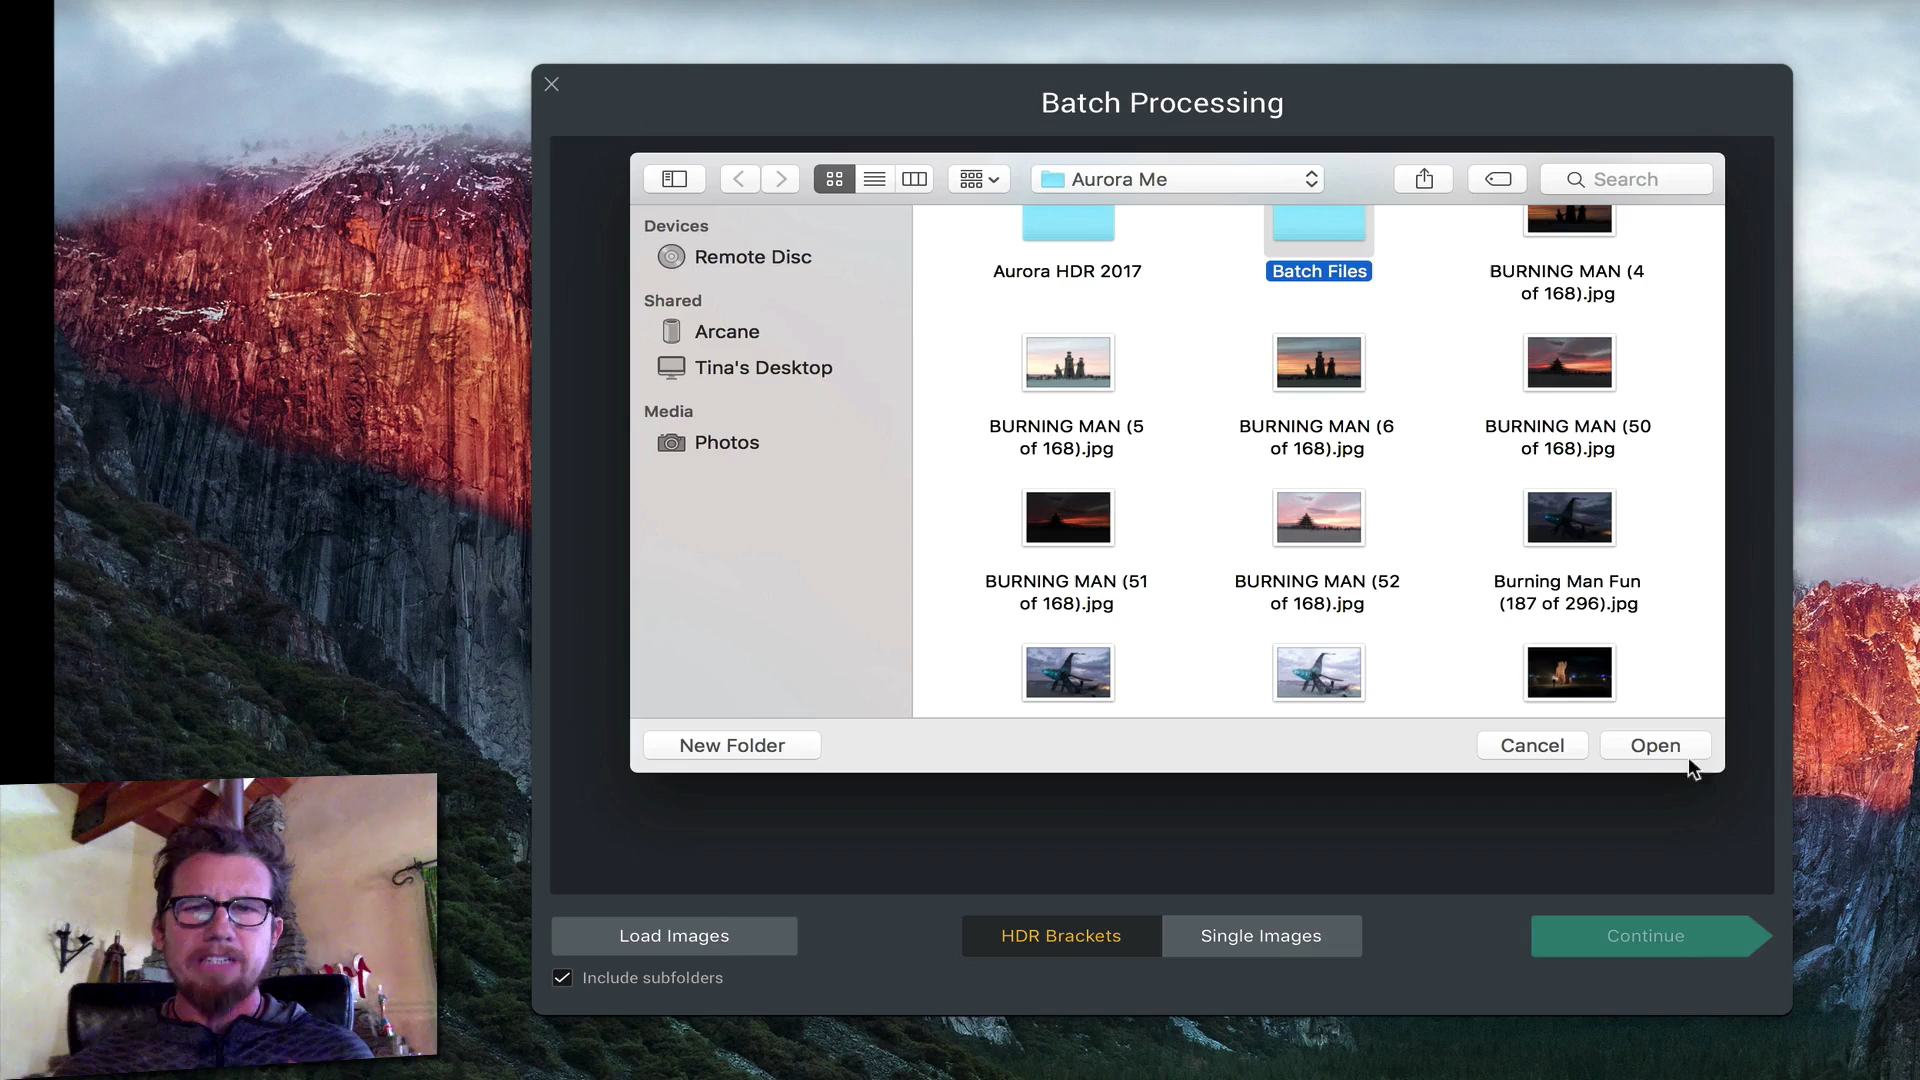 Batch Processing
Aurora Me
Search
Devices
Remote Disc
Shared
Arcane
Tina's Desktop
Media
Photos
Aurora HDR 2017
Batch Files
BURNING MAN (4
of 168).jpg
BURNING MAN (5
of 168).jpg
BURNING MAN (6
of 168).jpg
BURNING MAN (50
of 168).jpg
BURNING MAN (51
of 168).jpg
BURNING MAN (52
of 168).jpg
Burning Man Fun
(187 of 296).jpg
New Folder
Cancel
Open
Load Images
HDR Brackets
Single Images
Continue
Include subfolders